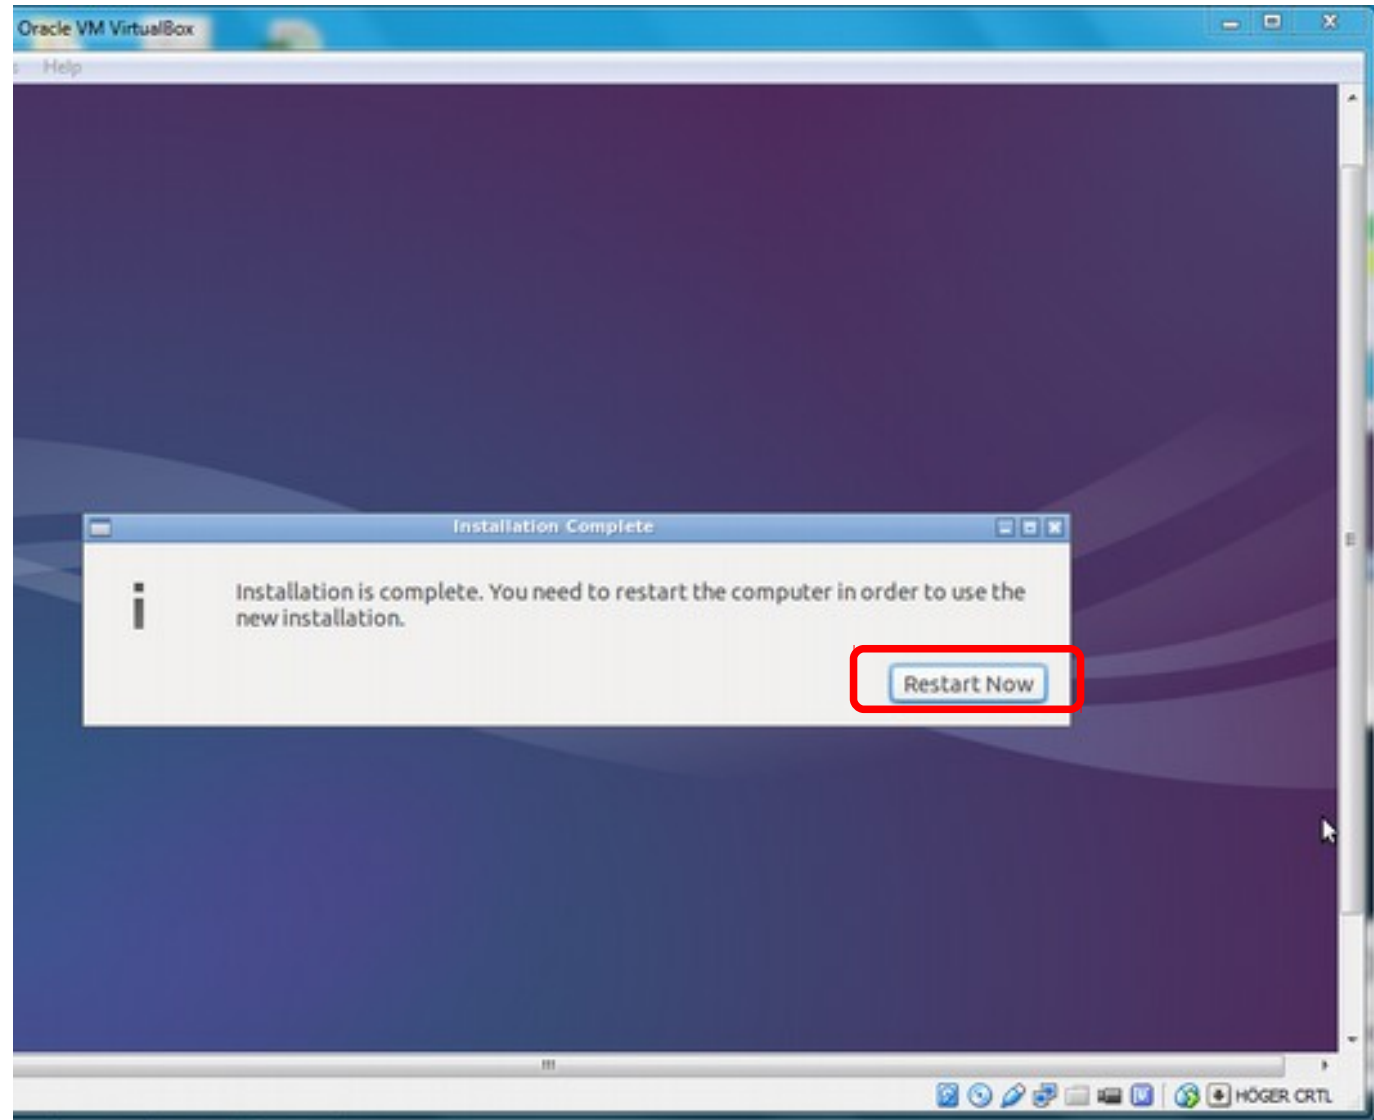 Oracle VM VirtualBox
Help
Installation Complete
Installation is complete. You need to restart the computer in order to use the
new installation.
Restart Now
HÖGER CRTL